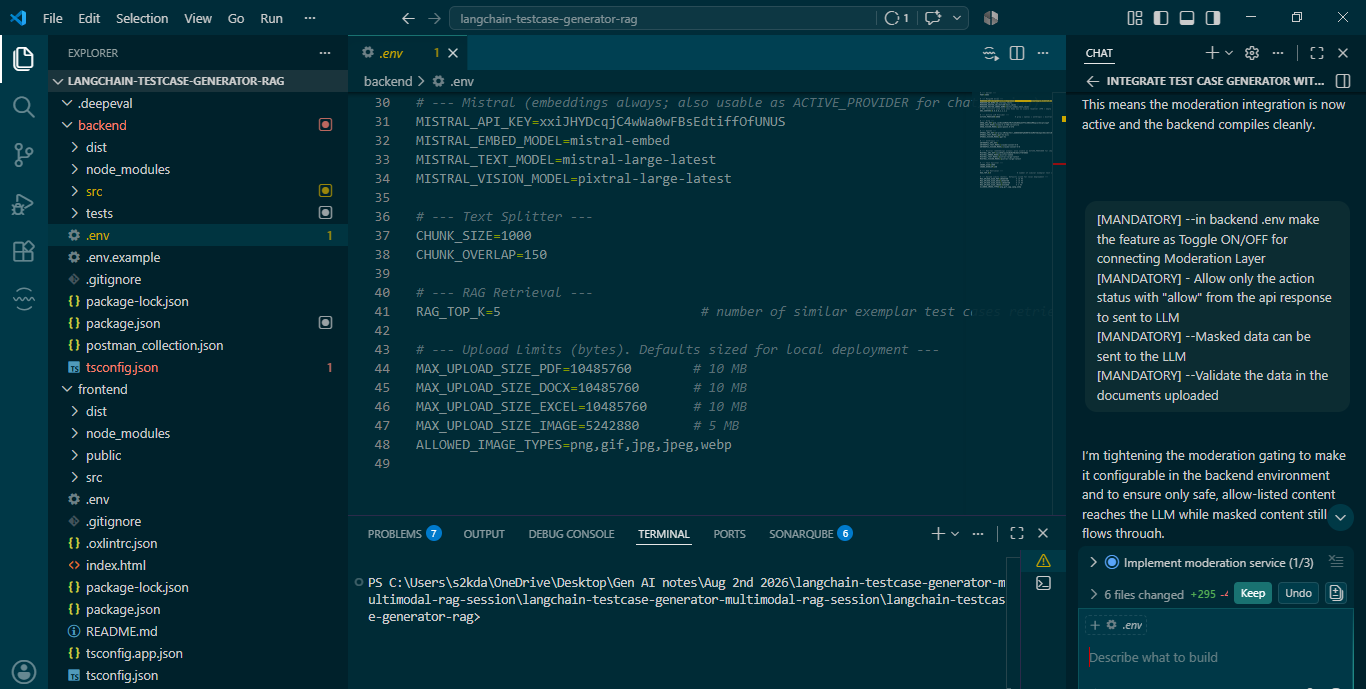 File Edit Selection View Go Run ···
langchain-testcase-generator-rag
1
EXPLORER
LANGCHAIN-TESTCASE-GENERATOR-RAG
.deepeval
backend
dist
node_modules
src
tests
.env 1
.env.example
.gitignore
package-lock.json
package.json
postman_collection.json
tsconfig.json 1
frontend
dist
node_modules
public
src
.env
.gitignore
.oxlintrc.json
index.html
package-lock.json
package.json
README.md
tsconfig.app.json
tsconfig.json
.env 1
backend > .env
30 # --- Mistral (embeddings always; also usable as ACTIVE_PROVIDER for cha
31 MISTRAL_API_KEY=xxiJHYDcqjC4wWa0wFBsEdtiffOfUNUS
32 MISTRAL_EMBED_MODEL=mistral-embed
33 MISTRAL_TEXT_MODEL=mistral-large-latest
34 MISTRAL_VISION_MODEL=pixtral-large-latest
35
36 # --- Text Splitter ---
37 CHUNK_SIZE=1000
38 CHUNK_OVERLAP=150
39
40 # --- RAG Retrieval ---
41 RAG_TOP_K=5 # number of similar exemplar test cases retri
42
43 # --- Upload Limits (bytes). Defaults sized for local deployment ---
44 MAX_UPLOAD_SIZE_PDF=10485760 # 10 MB
45 MAX_UPLOAD_SIZE_DOCX=10485760 # 10 MB
46 MAX_UPLOAD_SIZE_EXCEL=10485760 # 10 MB
47 MAX_UPLOAD_SIZE_IMAGE=5242880 # 5 MB
48 ALLOWED_IMAGE_TYPES=png,gif,jpg,jpeg,webp
49
PROBLEMS 7 OUTPUT DEBUG CONSOLE TERMINAL PORTS SONARQUBE 6
PS C:\Users\s2kda\OneDrive\Desktop\Gen AI notes\Aug 2nd 2026\langchain-testcase-generator-m
ultimodal-rag-session\langchain-testcase-generator-multimodal-rag-session\langchain-testcas
e-generator-rag>
CHAT
INTEGRATE TEST CASE GENERATOR WIT...
This means the moderation integration is now
active and the backend compiles cleanly.
[MANDATORY] --in backend .env make
the feature as Toggle ON/OFF for
connecting Moderation Layer
[MANDATORY] - Allow only the action
status with "allow" from the api response
to sent to LLM
[MANDATORY] --Masked data can be
sent to the LLM
[MANDATORY] --Validate the data in the
documents uploaded
I'm tightening the moderation gating to make
it configurable in the backend environment
and to ensure only safe, allow-listed content
reaches the LLM while masked content still
flows through.
Implement moderation service (1/3)
6 files changed +295 Keep Undo
.env
Describe what to build